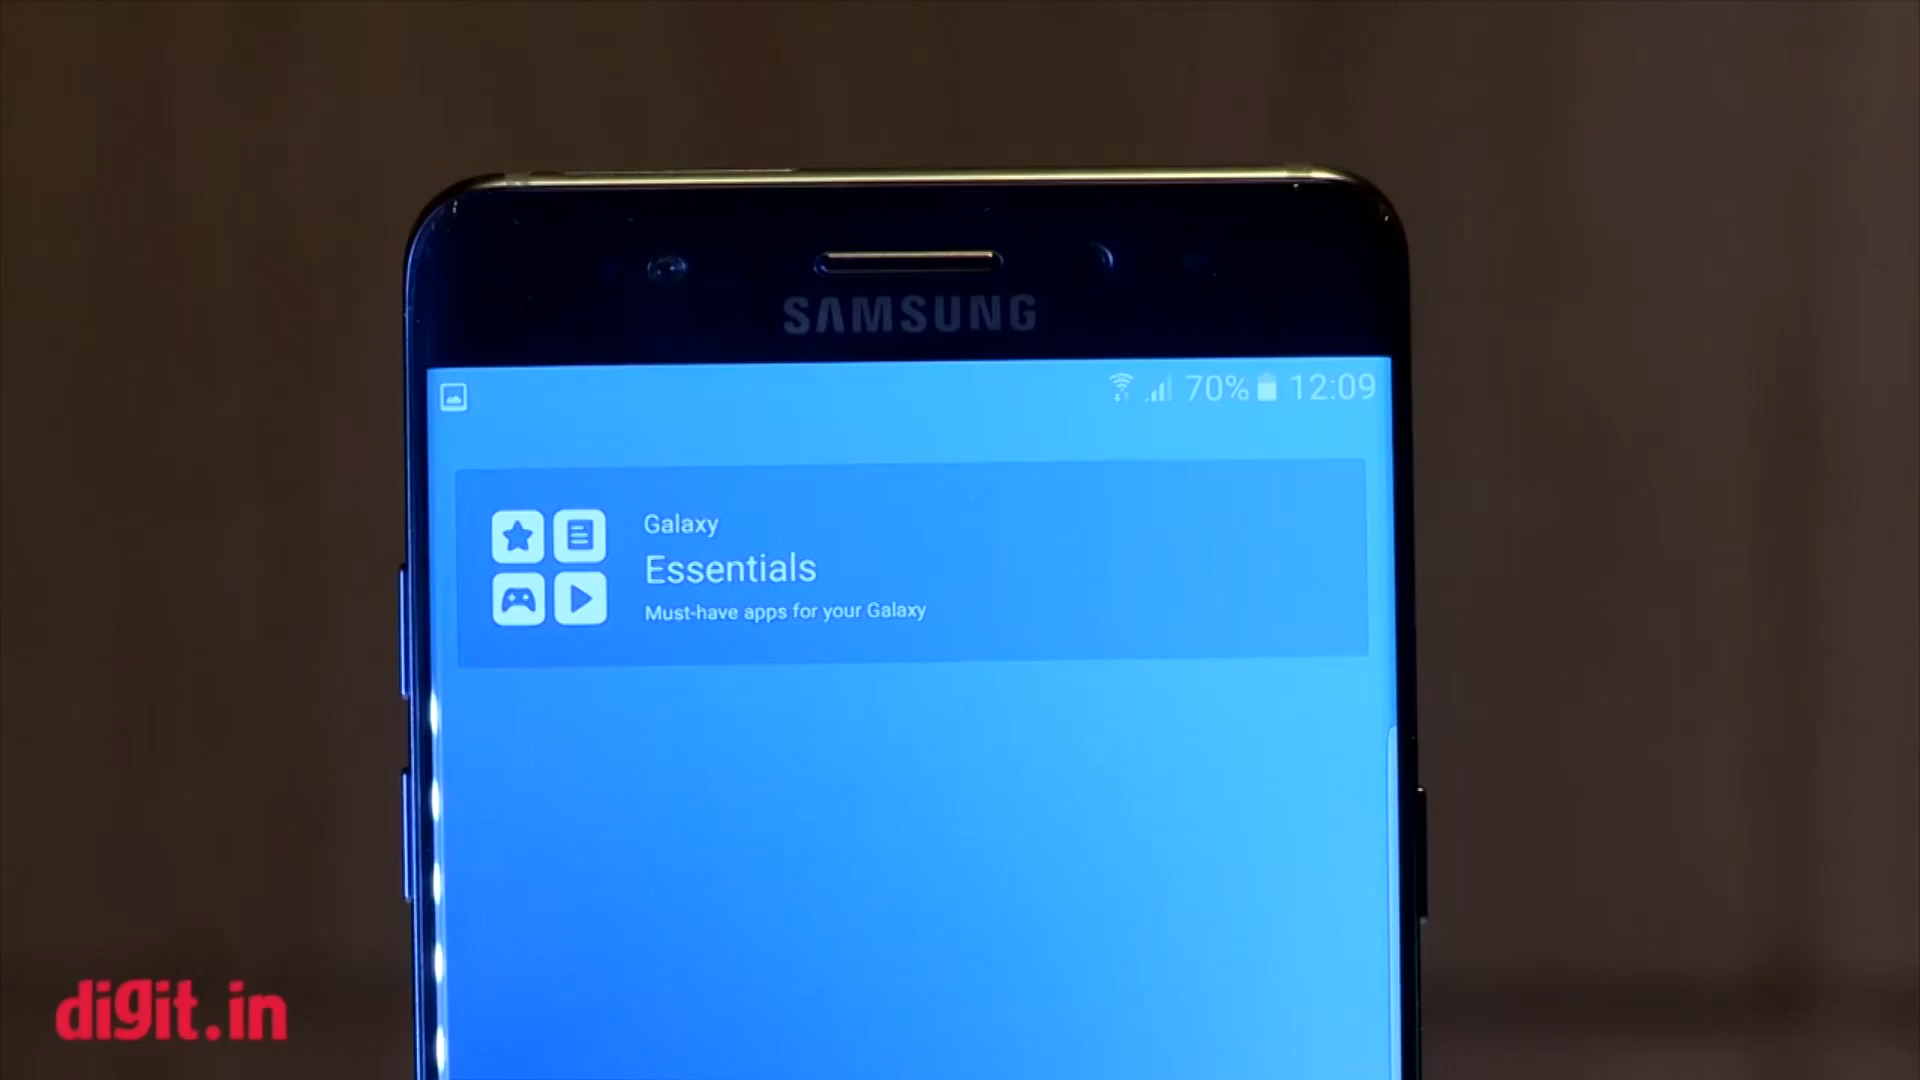 SAMSUNG
70% 12:09
Galaxy
Essentials
Must-have apps for your Galaxy
digit.in